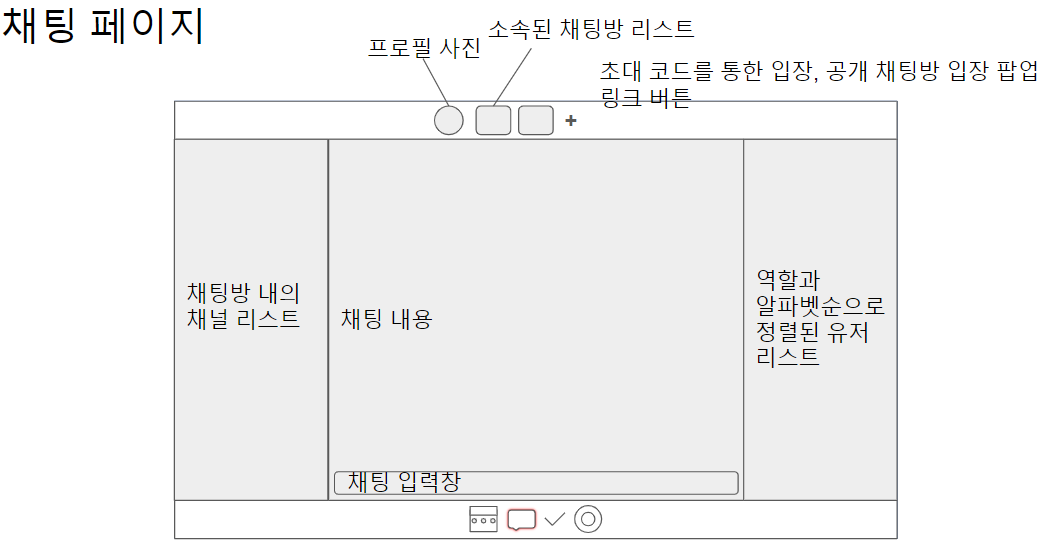 채팅 페이지
프로필 사진
소속된 채팅방 리스트
초대 코드를 통한 입장, 공개 채팅방 입장 팝업
링크 버튼
+
채팅방 내의
채널 리스트
채팅 내용
역할과
알파벳순으로
정렬된 유저
리스트
채팅 입력창